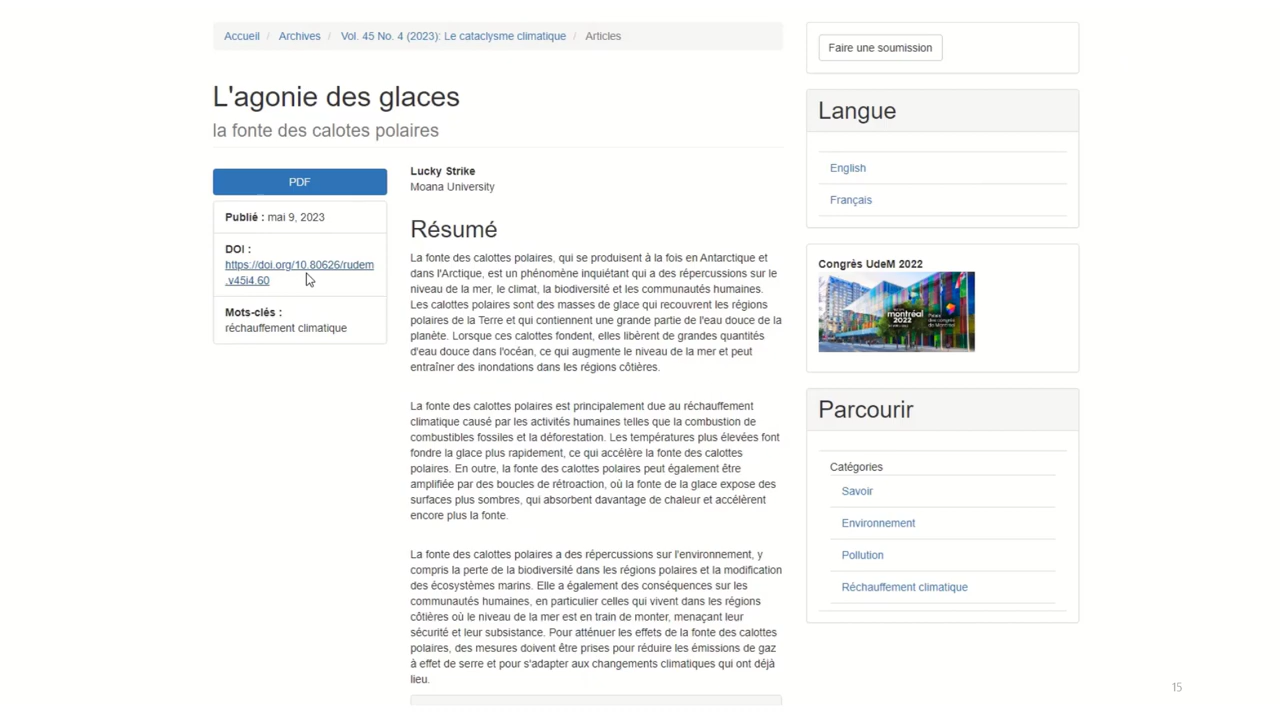 Accueil / Archives / Vol. 45 No. 4 (2023): Le cataclysme climatique / Articles
L'agonie des glaces
la fonte des calotes polaires
PDF
Publié : mai 9, 2023
DOI :
https://doi.org/10.80626/rudem
.v45i4.60
Mots-clés :
réchauffement climatique
Lucky Strike
Moana University
Résumé
La fonte des calottes polaires, qui se produisent à la fois en Antarctique et
dans l'Arctique, est un phénomène inquiétant qui a des répercussions sur le
niveau de la mer, le climat, la biodiversité et les communautés humaines.
Les calottes polaires sont des masses de glace qui recouvrent les régions
polaires de la Terre et qui contiennent une grande partie de l'eau douce de la
planète. Lorsque ces calottes fondent, elles libèrent de grandes quantités
d'eau douce dans l'océan, ce qui augmente le niveau de la mer et peut
entraîner des inondations dans les régions côtières.
La fonte des calottes polaires est principalement due au réchauffement
climatique causé par les activités humaines telles que la combustion de
combustibles fossiles et la déforestation. Les températures plus élevées font
fondre la glace plus rapidement, ce qui accélère la fonte des calottes
polaires. En outre, la fonte des calottes polaires peut également être
amplifiée par des boucles de rétroaction, où la fonte de la glace expose des
surfaces plus sombres, qui absorbent davantage de chaleur et accélèrent
encore plus la fonte.
La fonte des calottes polaires a des répercussions sur l'environnement, y
compris la perte de la biodiversité dans les régions polaires et la modification
des écosystèmes marins. Elle a également des conséquences sur les
communautés humaines, en particulier celles qui vivent dans les régions
côtières où le niveau de la mer est en train de monter, menaçant leur
sécurité et leur subsistance. Pour atténuer les effets de la fonte des calottes
polaires, des mesures doivent être prises pour réduire les émissions de gaz
à effet de serre et pour s'adapter aux changements climatiques qui ont déjà
lieu.
Faire une soumission
Langue
English
Français
Congrès UdeM 2022
montréal
2022
Parcourir
Catégories
Savoir
Environnement
Pollution
Réchauffement climatique
15